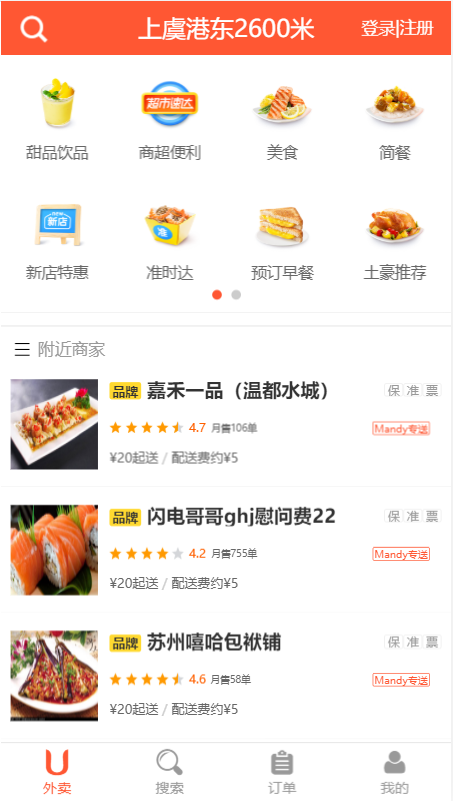 上虞港东2600米
登录|注册
超市速达
甜品饮品
商超便利
美食
简餐
NEW
新店
准
新店特惠
准时达
预订早餐
土豪推荐
附近商家
品牌 嘉禾一品（温都水城） 保 准 票
4.7 月售106单 Mandy专送
¥20起送 / 配送费约¥5
品牌 闪电哥哥ghj慰问费22 保 准 票
4.2 月售755单 Mandy专送
¥20起送 / 配送费约¥5
品牌 苏州嘻哈包袱铺 保 准 票
4.6 月售58单 Mandy专送
¥20起送 / 配送费约¥5
外卖
搜索
订单
我的